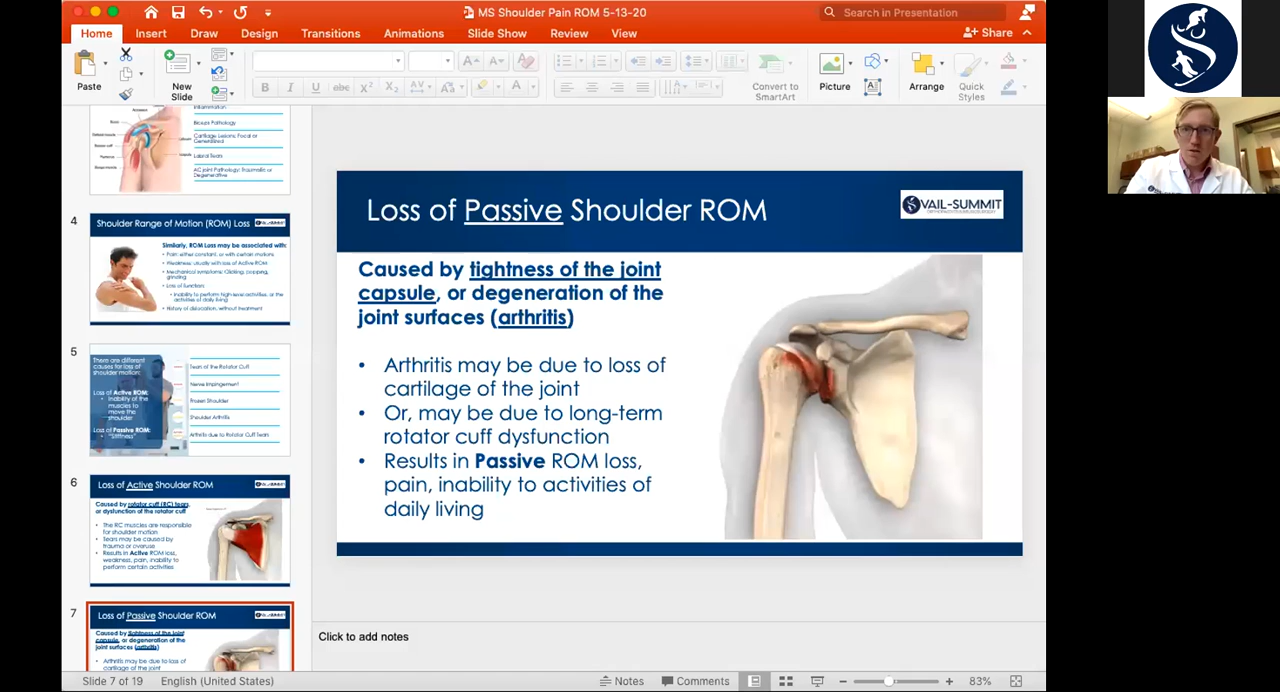 MS Shoulder Pain ROM 5-13-20
Search in Presentation
Home Insert Draw Design Transitions Animations Slide Show Review View Share
Paste New Slide Convert to SmartArt Picture Arrange Quick Styles
B I U abc X² X₂ AV A
Inflammation
Biceps Pathology
Cartilage Lesions: Focal or
Generalized
Labral Tears
AC joint Pathology: Traumatic or
Degenerative
4
Shoulder Range of Motion (ROM) Loss
Similarly, ROM Loss may be associated with:
• Pain: either constant, or with certain motions
• Weakness: usually with loss of Active ROM
• Mechanical symptoms: Clicking, popping,
grinding
• Loss of function:
• Inability to perform high-level activities, or the
activities of daily living
• History of dislocation, without treatment
5
There are different
causes for loss of
shoulder motion:
Loss of Active ROM:
• Inability of the
muscles to
move the
shoulder
Loss of Passive ROM:
• "Stiffness"
Tears of the Rotator Cuff
Nerve Impingement
Frozen Shoulder
Shoulder Arthritis
Arthritis due to Rotator Cuff Tears
6
Loss of Active Shoulder ROM
Caused by rotator cuff (RC) tears,
or dysfunction of the rotator cuff
• The RC muscles are responsible
for shoulder motion
• Tears may be caused by
trauma or overuse
• Results in Active ROM loss,
weakness, pain, inability to
perform certain activities
7
Loss of Passive Shoulder ROM
Caused by tightness of the joint
capsule, or degeneration of the
joint surfaces (arthritis)
• Arthritis may be due to loss of
cartilage of the joint
Loss of Passive Shoulder ROM
VAIL-SUMMIT
Caused by tightness of the joint
capsule, or degeneration of the
joint surfaces (arthritis)
• Arthritis may be due to loss of
cartilage of the joint
• Or, may be due to long-term
rotator cuff dysfunction
• Results in Passive ROM loss,
pain, inability to activities of
daily living
Click to add notes
Slide 7 of 19 English (United States) Notes Comments 83%